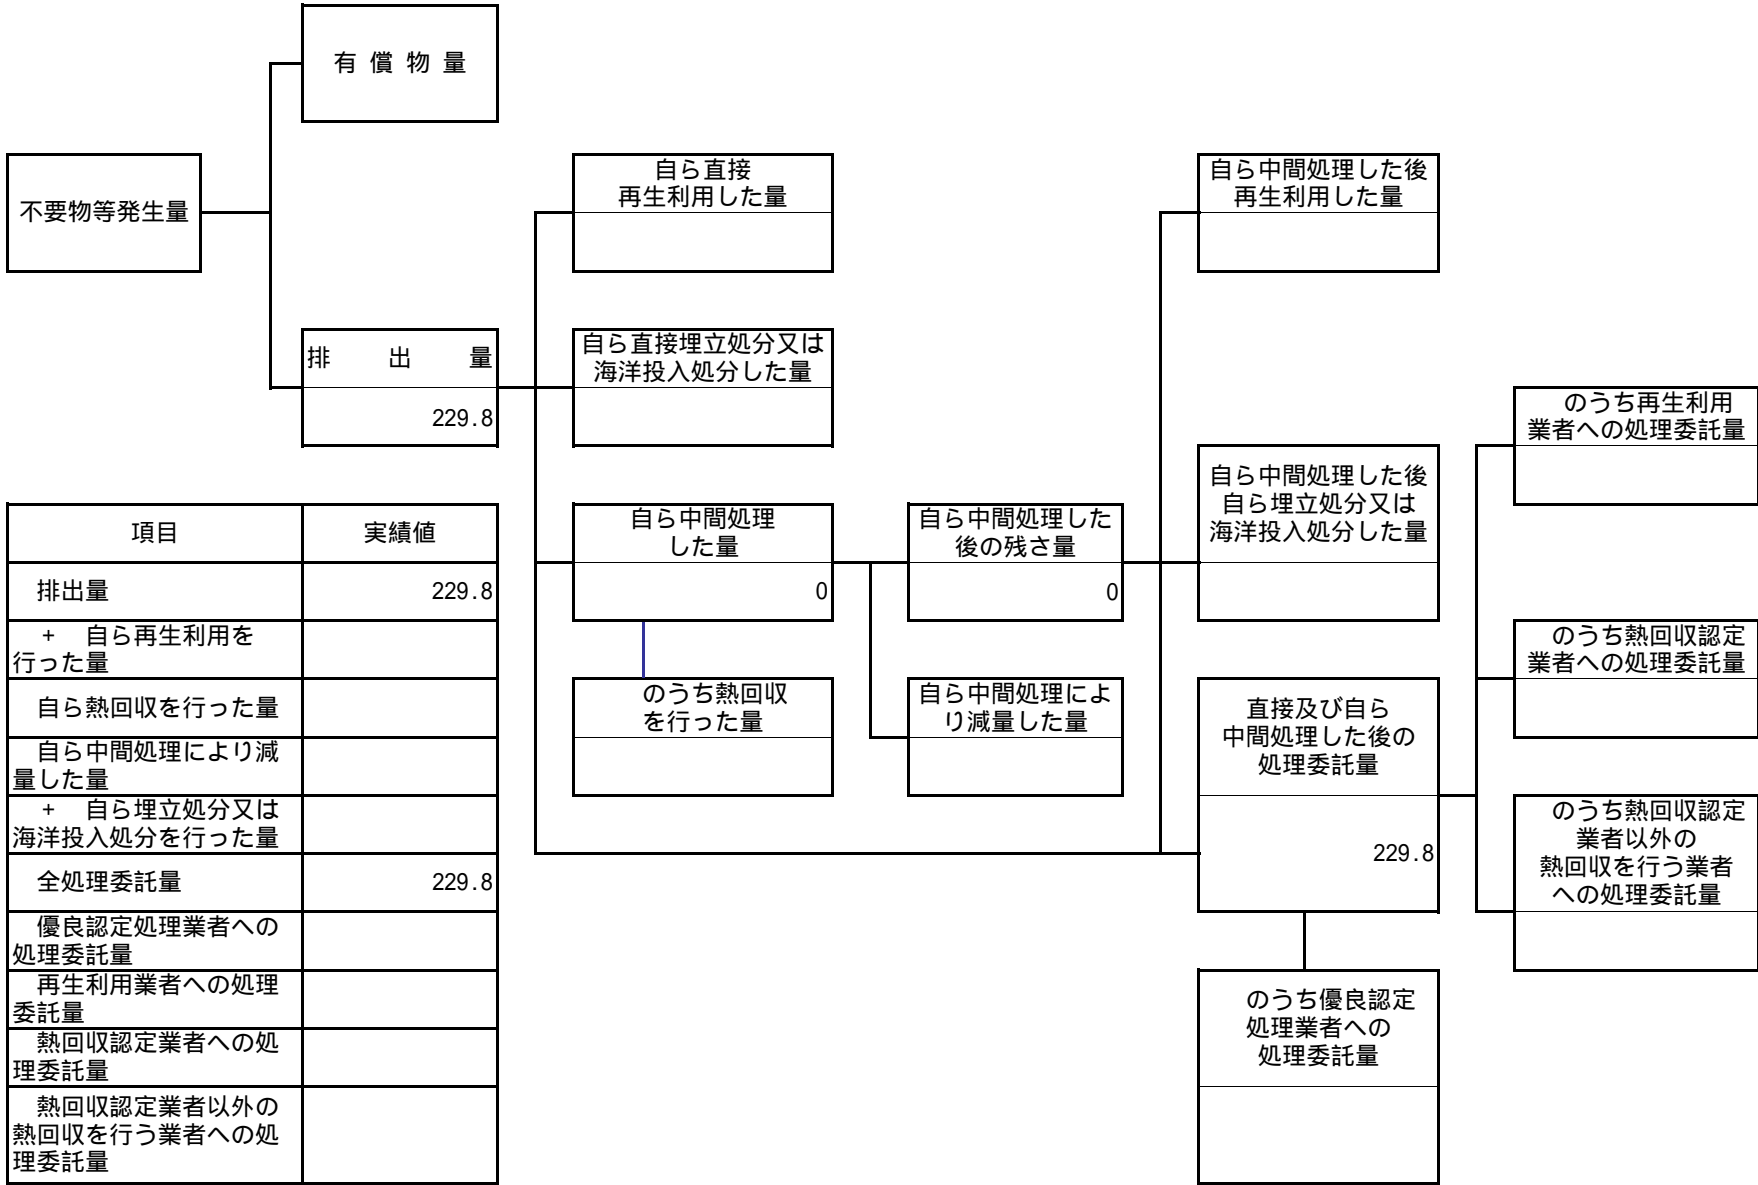 有 償 物 量
不要物等発生量
排 出 量
229.8
自ら直接
再生利用した量
自ら直接埋立処分又は
海洋投入処分した量
自ら中間処理
した量
0
のうち熱回収
を行った量
自ら中間処理した
後の残さ量
0
自ら中間処理によ
り減量した量
自ら中間処理した後
再生利用した量
自ら中間処理した後
自ら埋立処分又は
海洋投入処分した量
直接及び自ら
中間処理した後の
処理委託量
229.8
のうち優良認定
処理業者への
処理委託量
のうち再生利用
業者への処理委託量
のうち熱回収認定
業者への処理委託量
のうち熱回収認定
業者以外の
熱回収を行う業者
への処理委託量
項目 実績値
排出量 229.8
+ 自ら再生利用を
行った量
自ら熱回収を行った量
自ら中間処理により減
量した量
+ 自ら埋立処分又は
海洋投入処分を行った量
全処理委託量 229.8
優良認定処理業者への
処理委託量
再生利用業者への処理
委託量
熱回収認定業者への処
理委託量
熱回収認定業者以外の
熱回収を行う業者への処
理委託量